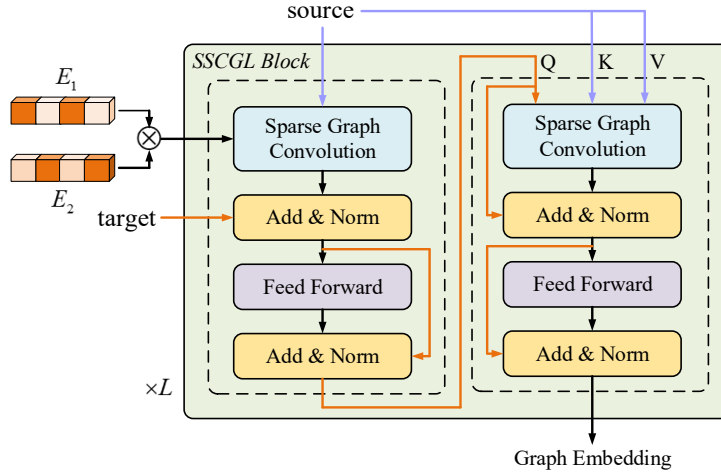 source
SSCGL Block
Q
K
V
E1
E2
target
Sparse Graph
Convolution
Add & Norm
Feed Forward
Add & Norm
×L
Sparse Graph
Convolution
Add & Norm
Feed Forward
Add & Norm
Graph Embedding